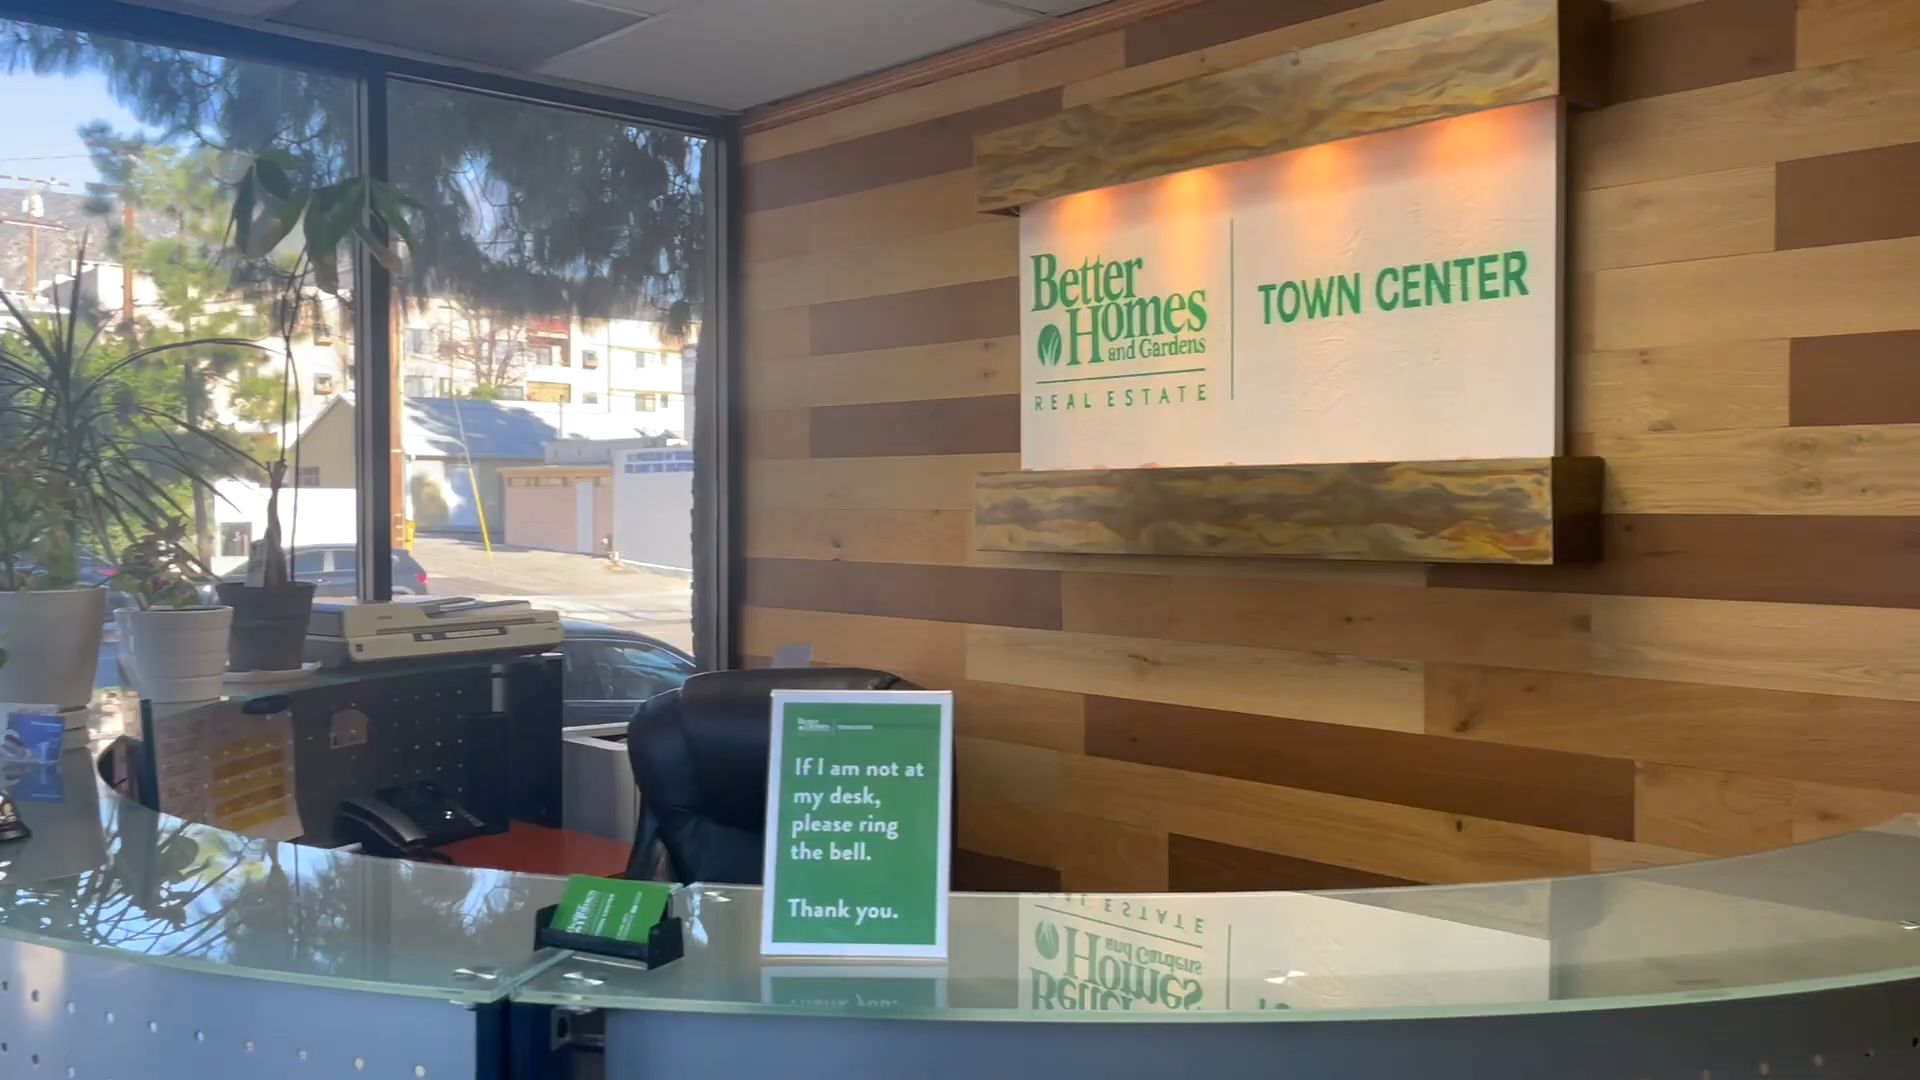 Better
Homes
and Gardens
REAL ESTATE
TOWN CENTER
If I am not at
my desk,
please ring
the bell.
Thank you.